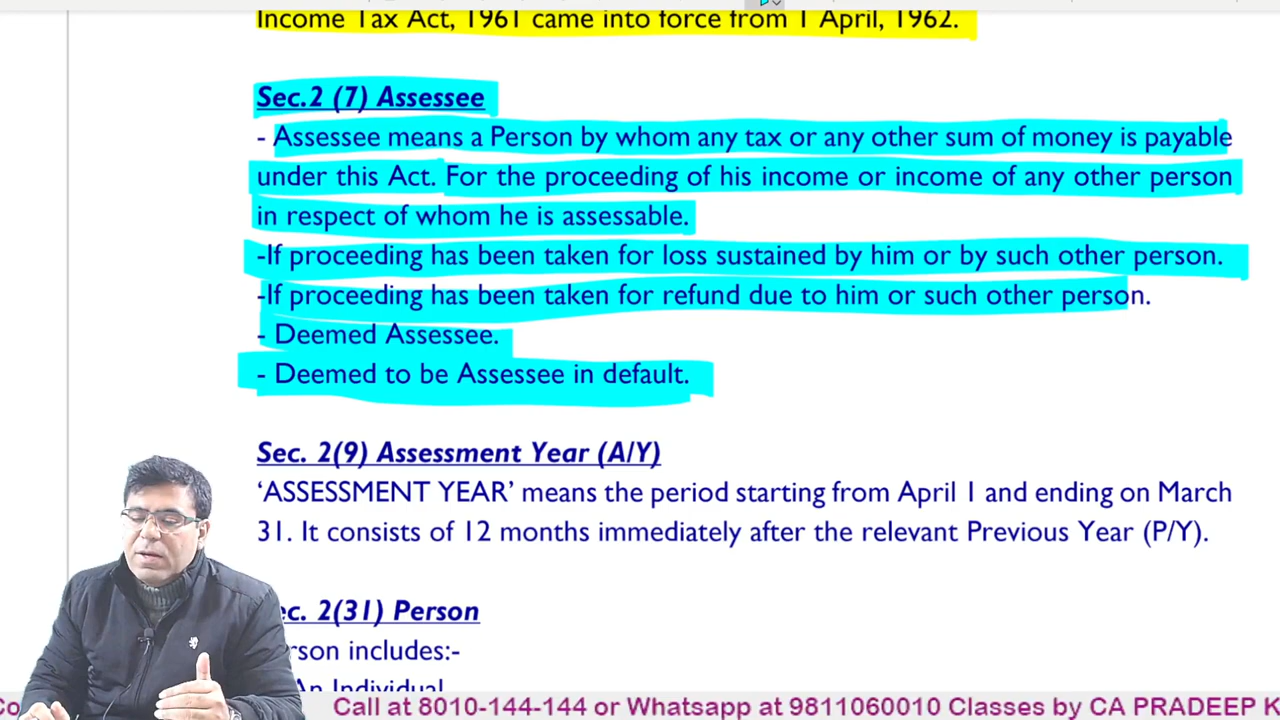 Income Tax Act, 1961 came into force from 1 April, 1962.
Sec.2 (7) Assessee
- Assessee means a Person by whom any tax or any other sum of money is payable
under this Act. For the proceeding of his income or income of any other person
in respect of whom he is assessable.
-If proceeding has been taken for loss sustained by him or by such other person.
-If proceeding has been taken for refund due to him or such other person.
- Deemed Assessee.
- Deemed to be Assessee in default.
Sec. 2(9) Assessment Year (A/Y)
‘ASSESSMENT YEAR’ means the period starting from April 1 and ending on March
31. It consists of 12 months immediately after the relevant Previous Year (P/Y).
ec. 2(31) Person
rson includes:-
An Individual
Call at 8010-144-144 or Whatsapp at 9811060010 Classes by CA PRADEEP K